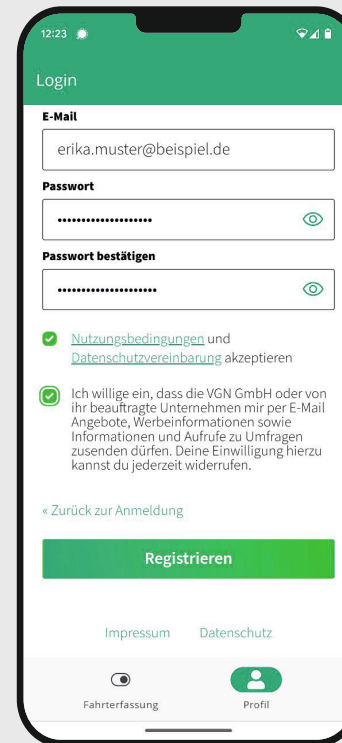 12:23
Login
E-Mail
erika.muster@beispiel.de
Passwort
••••••••••••••••••••
Passwort bestätigen
•••••••••••••••••••••
Nutzungsbedingungen und
Datenschutzvereinbarung akzeptieren
Ich willige ein, dass die VGN GmbH oder von
ihr beauftragte Unternehmen mir per E-Mail
Angebote, Werbeinformationen sowie
Informationen und Aufrufe zu Umfragen
zusenden dürfen. Deine Einwilligung hierzu
kannst du jederzeit widerrufen.
« Zurück zur Anmeldung
Registrieren
Impressum Datenschutz
Fahrterfassung Profil